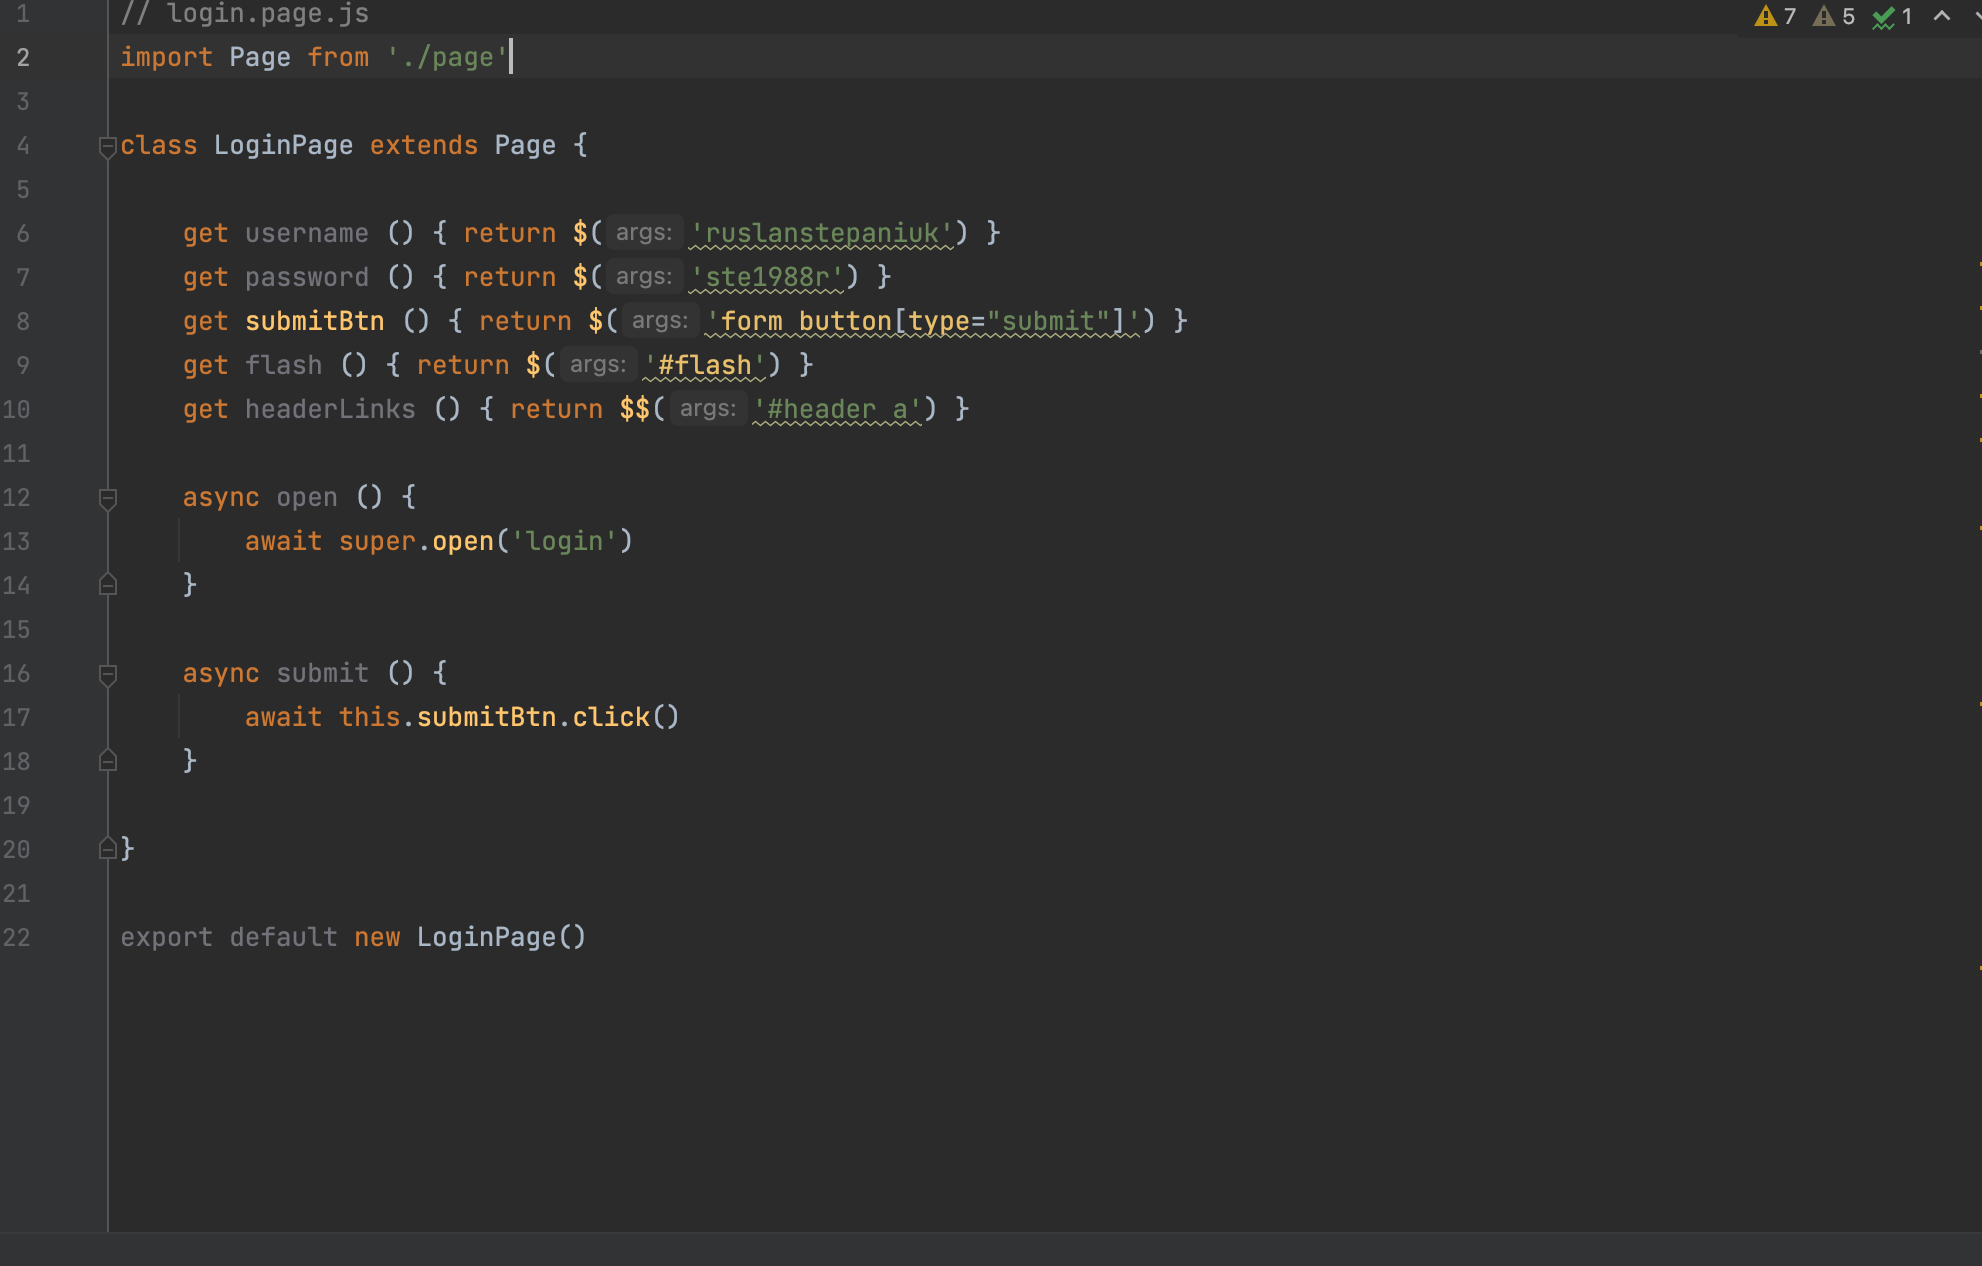 1 // login.page.js 7 5 1
2 import Page from './page'
3
4 class LoginPage extends Page {
5
6 get username () { return $( args: 'ruslanstepaniuk') }
7 get password () { return $( args: 'ste1988r') }
8 get submitBtn () { return $( args: 'form button[type="submit"]') }
9 get flash () { return $( args: '#flash') }
10 get headerLinks () { return $$( args: '#header a') }
11
12 async open () {
13 await super.open('login')
14 }
15
16 async submit () {
17 await this.submitBtn.click()
18 }
19
20 }
21
22 export default new LoginPage()